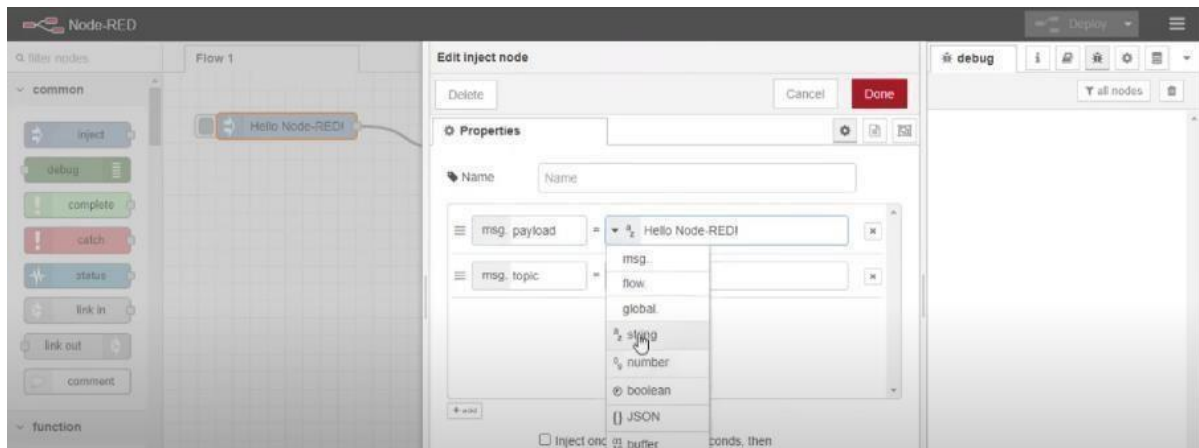 Node-RED
Deploy
filter nodes
Flow 1
Edit inject node
debug
i
common
Delete
Cancel
Done
all nodes
inject
Hello Node-RED!
Properties
debug
Name
Name
complete
msg. payload
=
Hello Node-RED!
catch
msg.
status
msg. topic
=
flow.
link in
global.
string
link out
number
comment
boolean
{} JSON
+ add
function
Inject onc
buffer
conds, then